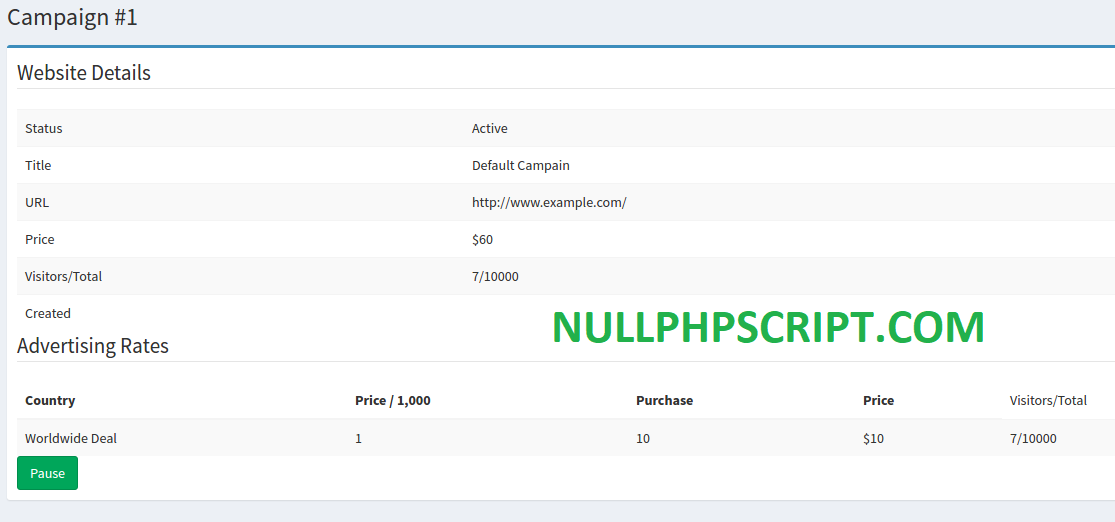 Campaign #1
Website Details
Status Active
Title Default Campain
URL http://www.example.com/
Price $60
Visitors/Total 7/10000
Created
NULLPHPSCRIPT.COM
Advertising Rates
Country Price / 1,000 Purchase Price Visitors/Total
Worldwide Deal 1 10 $10 7/10000
Pause